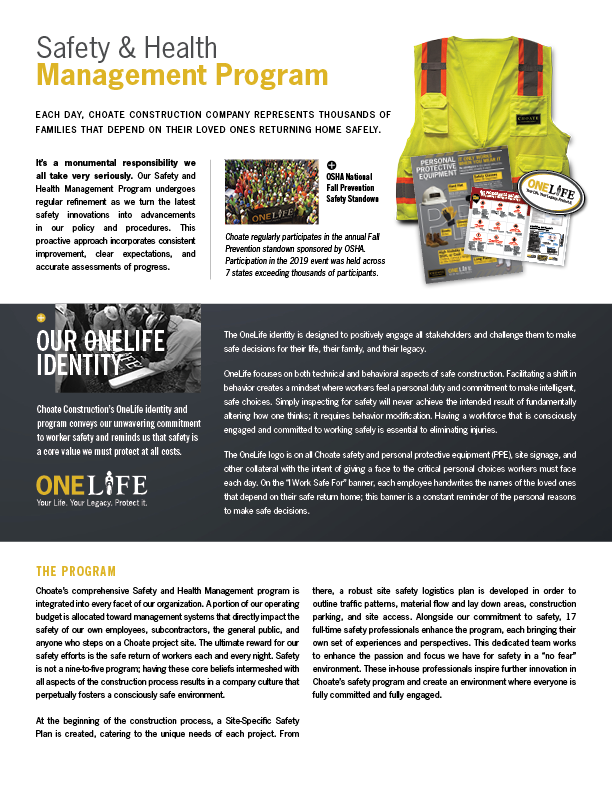 Safety & Health
Management Program
EACH DAY, CHOATE CONSTRUCTION COMPANY REPRESENTS THOUSANDS OF
FAMILIES THAT DEPEND ON THEIR LOVED ONES RETURNING HOME SAFELY.
It's a monumental responsibility we
all take very seriously. Our Safety and
Health Management Program undergoes
regular refinement as we turn the latest
safety innovations into advancements
in our policy and procedures. This
proactive approach incorporates consistent
improvement, clear expectations, and
accurate assessments of progress.
ONELIFE
OSHA National
Fall Prevention
Safety Standown
Choate regularly participates in the annual Fall
Prevention standown sponsored by OSHA.
Participation in the 2019 event was held across
7 states exceeding thousands of participants.
CHOATE
PERSONAL
PROTECTIVE
EQUIPMENT
IT ONLY WORKS
WHEN YOU WEAR IT
ONELIFE
Your Life. Your Legacy. Protect it.
ONELIFE
OUR ONELIFE
IDENTITY
Choate Construction's OneLife identity and
program conveys our unwavering commitment
to worker safety and reminds us that safety is
a core value we must protect at all costs.
ONELIFE
Your Life. Your Legacy. Protect it.
The OneLife identity is designed to positively engage all stakeholders and challenge them to make
safe decisions for their life, their family, and their legacy.
OneLife focuses on both technical and behavioral aspects of safe construction. Facilitating a shift in
behavior creates a mindset where workers feel a personal duty and commitment to make intelligent,
safe choices. Simply inspecting for safety will never achieve the intended result of fundamentally
altering how one thinks; it requires behavior modification. Having a workforce that is consciously
engaged and committed to working safely is essential to eliminating injuries.
The OneLife logo is on all Choate safety and personal protective equipment (PPE), site signage, and
other collateral with the intent of giving a face to the critical personal choices workers must face
each day. On the "I Work Safe For" banner, each employee handwrites the names of the loved ones
that depend on their safe return home; this banner is a constant reminder of the personal reasons
to make safe decisions.
THE PROGRAM
Choate's comprehensive Safety and Health Management program is
integrated into every facet of our organization. A portion of our operating
budget is allocated toward management systems that directly impact the
safety of our own employees, subcontractors, the general public, and
anyone who steps on a Choate project site. The ultimate reward for our
safety efforts is the safe return of workers each and every night. Safety
is not a nine-to-five program; having these core beliefs intermeshed with
all aspects of the construction process results in a company culture that
perpetually fosters a consciously safe environment.
At the beginning of the construction process, a Site-Specific Safety
Plan is created, catering to the unique needs of each project. From
there, a robust site safety logistics plan is developed in order to
outline traffic patterns, material flow and lay down areas, construction
parking, and site access. Alongside our commitment to safety, 17
full-time safety professionals enhance the program, each bringing their
own set of experiences and perspectives. This dedicated team works
to enhance the passion and focus we have for safety in a "no fear"
environment. These in-house professionals inspire further innovation in
Choate's safety program and create an environment where everyone is
fully committed and fully engaged.